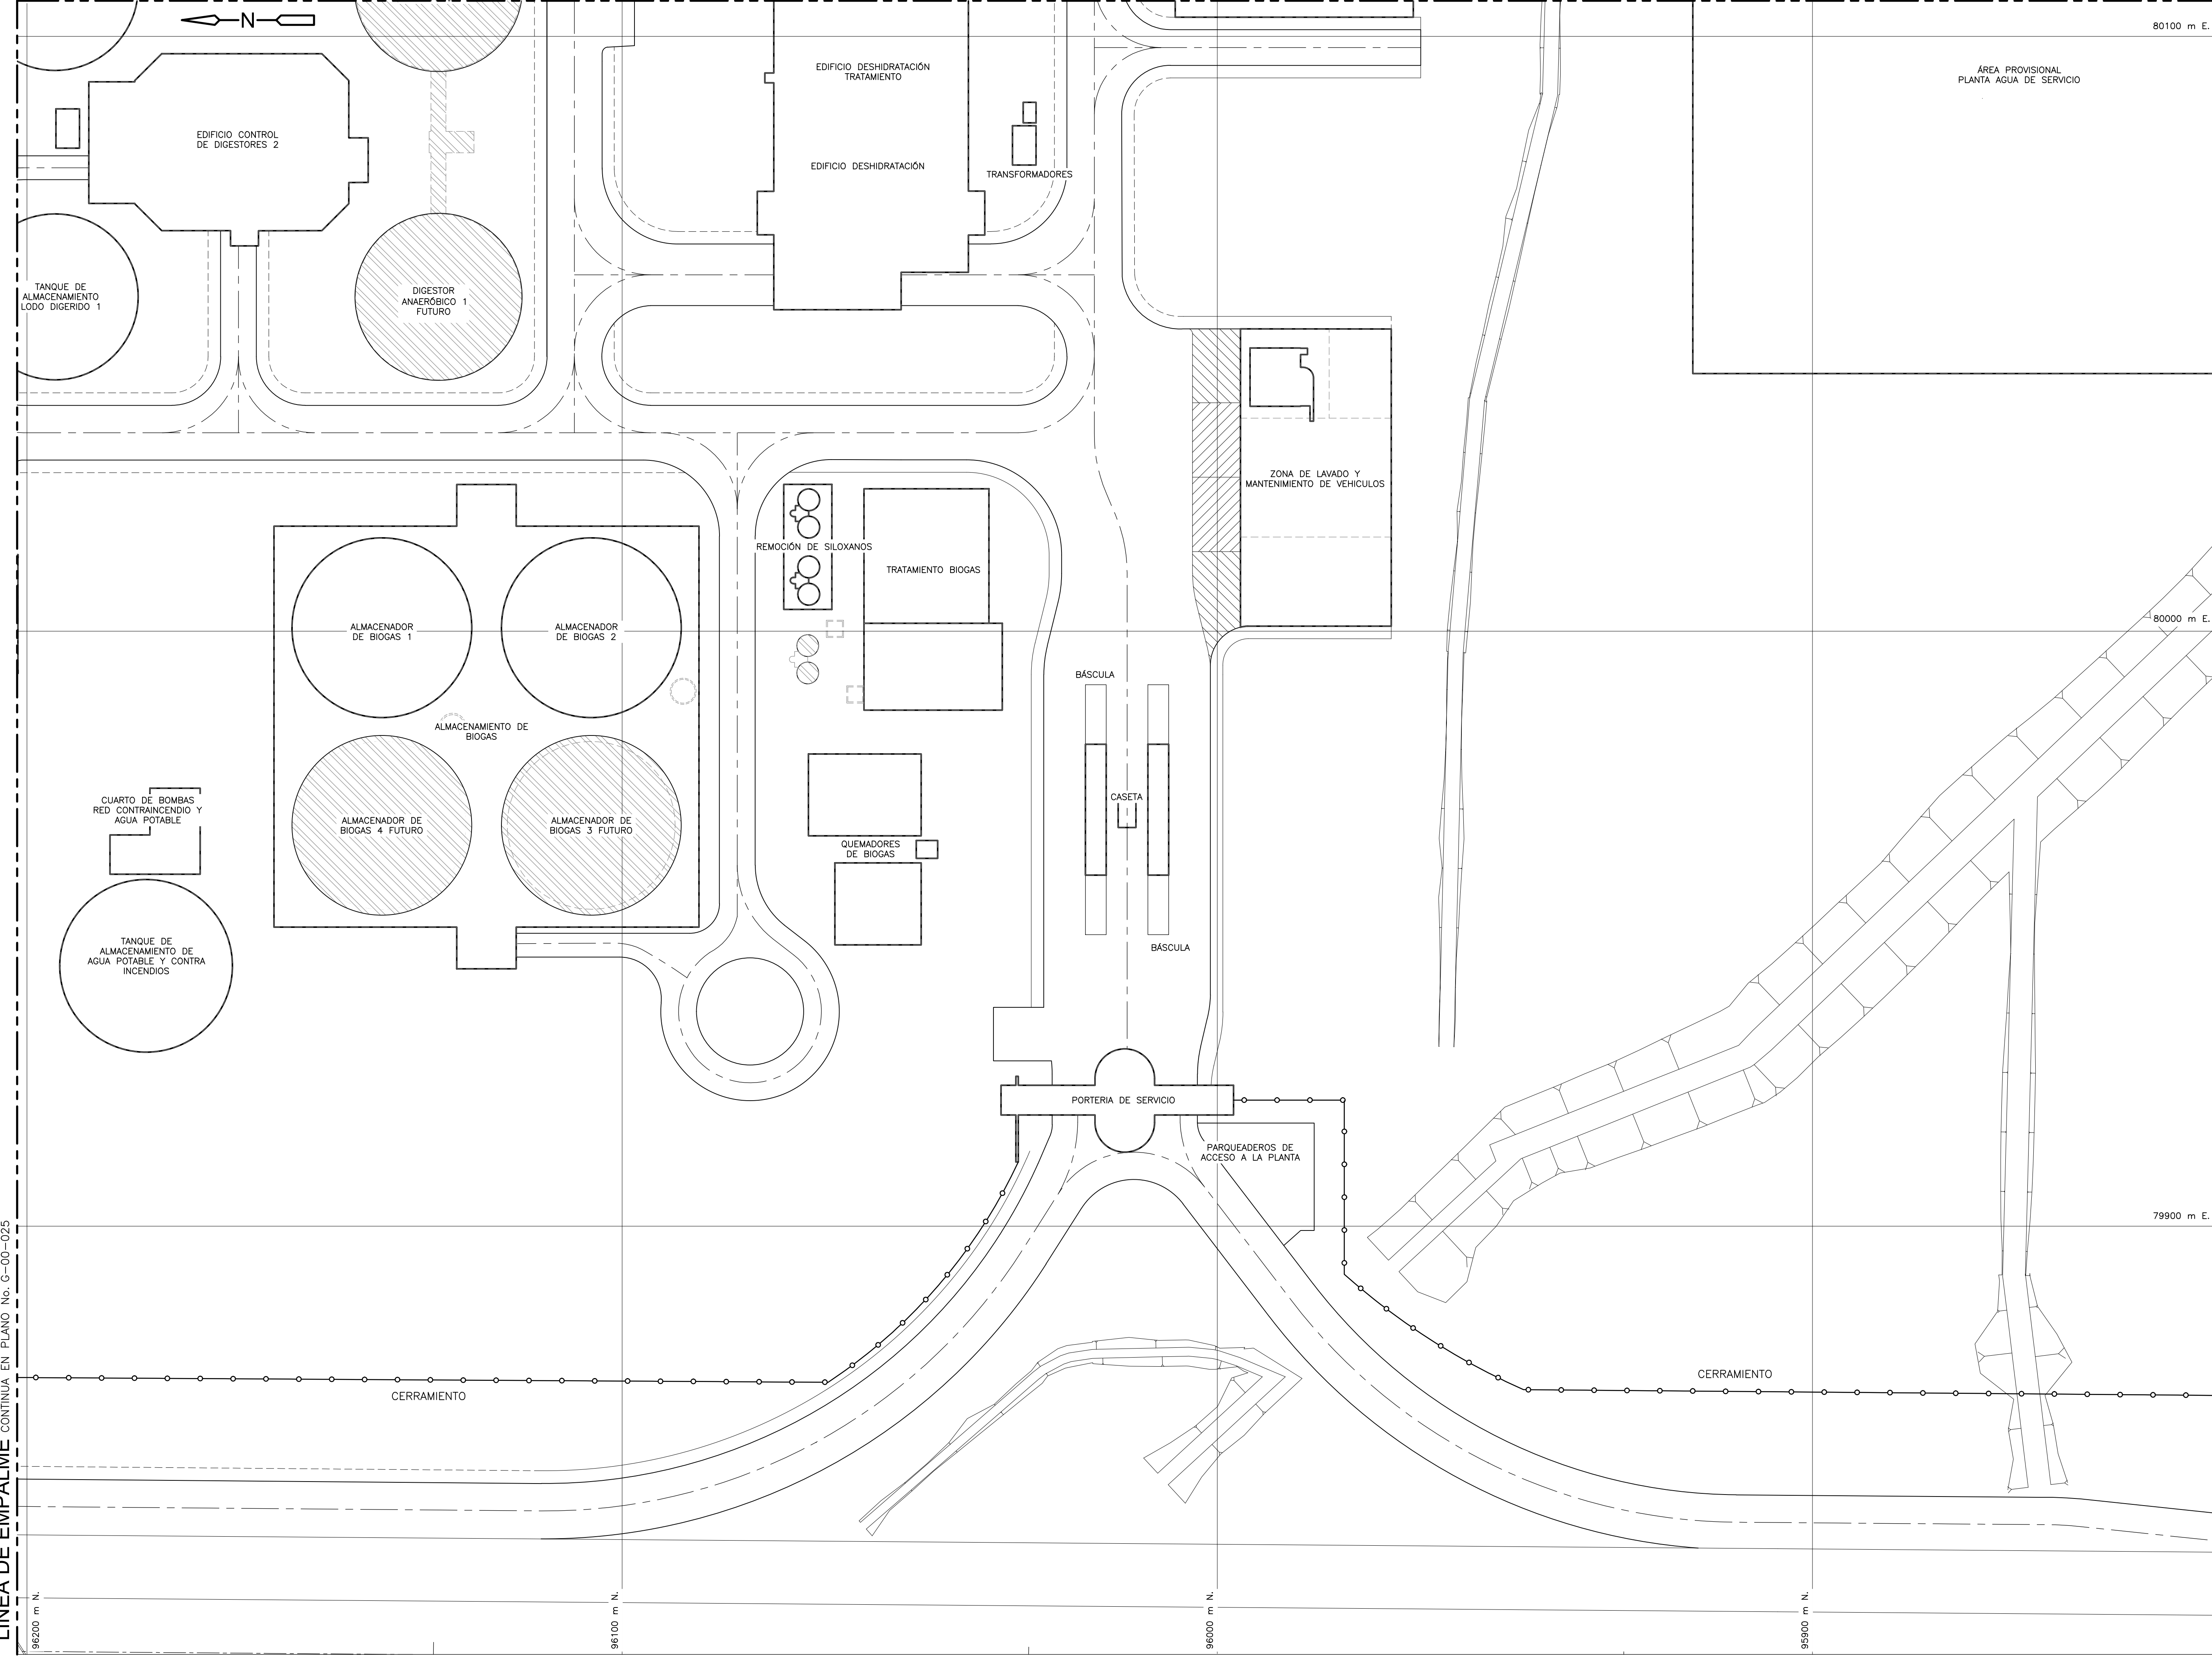 N
80100 m E.
EDIFICIO DESHIDRATACIÓN
TRATAMIENTO
ÁREA PROVISIONAL
PLANTA AGUA DE SERVICIO
EDIFICIO CONTROL
DE DIGESTORES 2
EDIFICIO DESHIDRATACIÓN
TRANSFORMADORES
TANQUE DE
ALMACENAMIENTO
LODO DIGERIDO 1
DIGESTOR
ANAERÓBICO 1
FUTURO
ZONA DE LAVADO Y
MANTENIMIENTO DE VEHICULOS
REMOCIÓN DE SILOXANOS
TRATAMIENTO BIOGAS
ALMACENADOR
DE BIOGAS 1
ALMACENADOR
DE BIOGAS 2
80000 m E.
BÁSCULA
ALMACENAMIENTO DE
BIOGAS
CUARTO DE BOMBAS
RED CONTRAINCENDIO Y
AGUA POTABLE
CASETA
ALMACENADOR DE
BIOGAS 4 FUTURO
ALMACENADOR DE
BIOGAS 3 FUTURO
QUEMADORES
DE BIOGAS
TANQUE DE
ALMACENAMIENTO DE
AGUA POTABLE Y CONTRA
INCENDIOS
BÁSCULA
PORTERIA DE SERVICIO
PARQUEADEROS DE
ACCESO A LA PLANTA
79900 m E.
CERRAMIENTO
CERRAMIENTO
LINEA DE EMPALME CONTINUA EN PLANO No. G-00-025
96200 m N.
96100 m N.
96000 m N.
95900 m N.